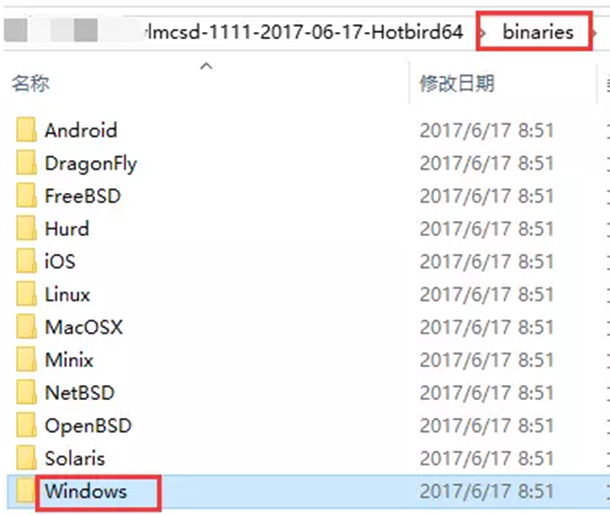 vlmcsd-1111-2017-06-17-Hotbird64 › binaries
名称 修改日期
Android 2017/6/17 8:51
DragonFly 2017/6/17 8:51
FreeBSD 2017/6/17 8:51
Hurd 2017/6/17 8:51
iOS 2017/6/17 8:51
Linux 2017/6/17 8:51
MacOSX 2017/6/17 8:51
Minix 2017/6/17 8:51
NetBSD 2017/6/17 8:51
OpenBSD 2017/6/17 8:51
Solaris 2017/6/17 8:51
Windows 2017/6/17 8:51